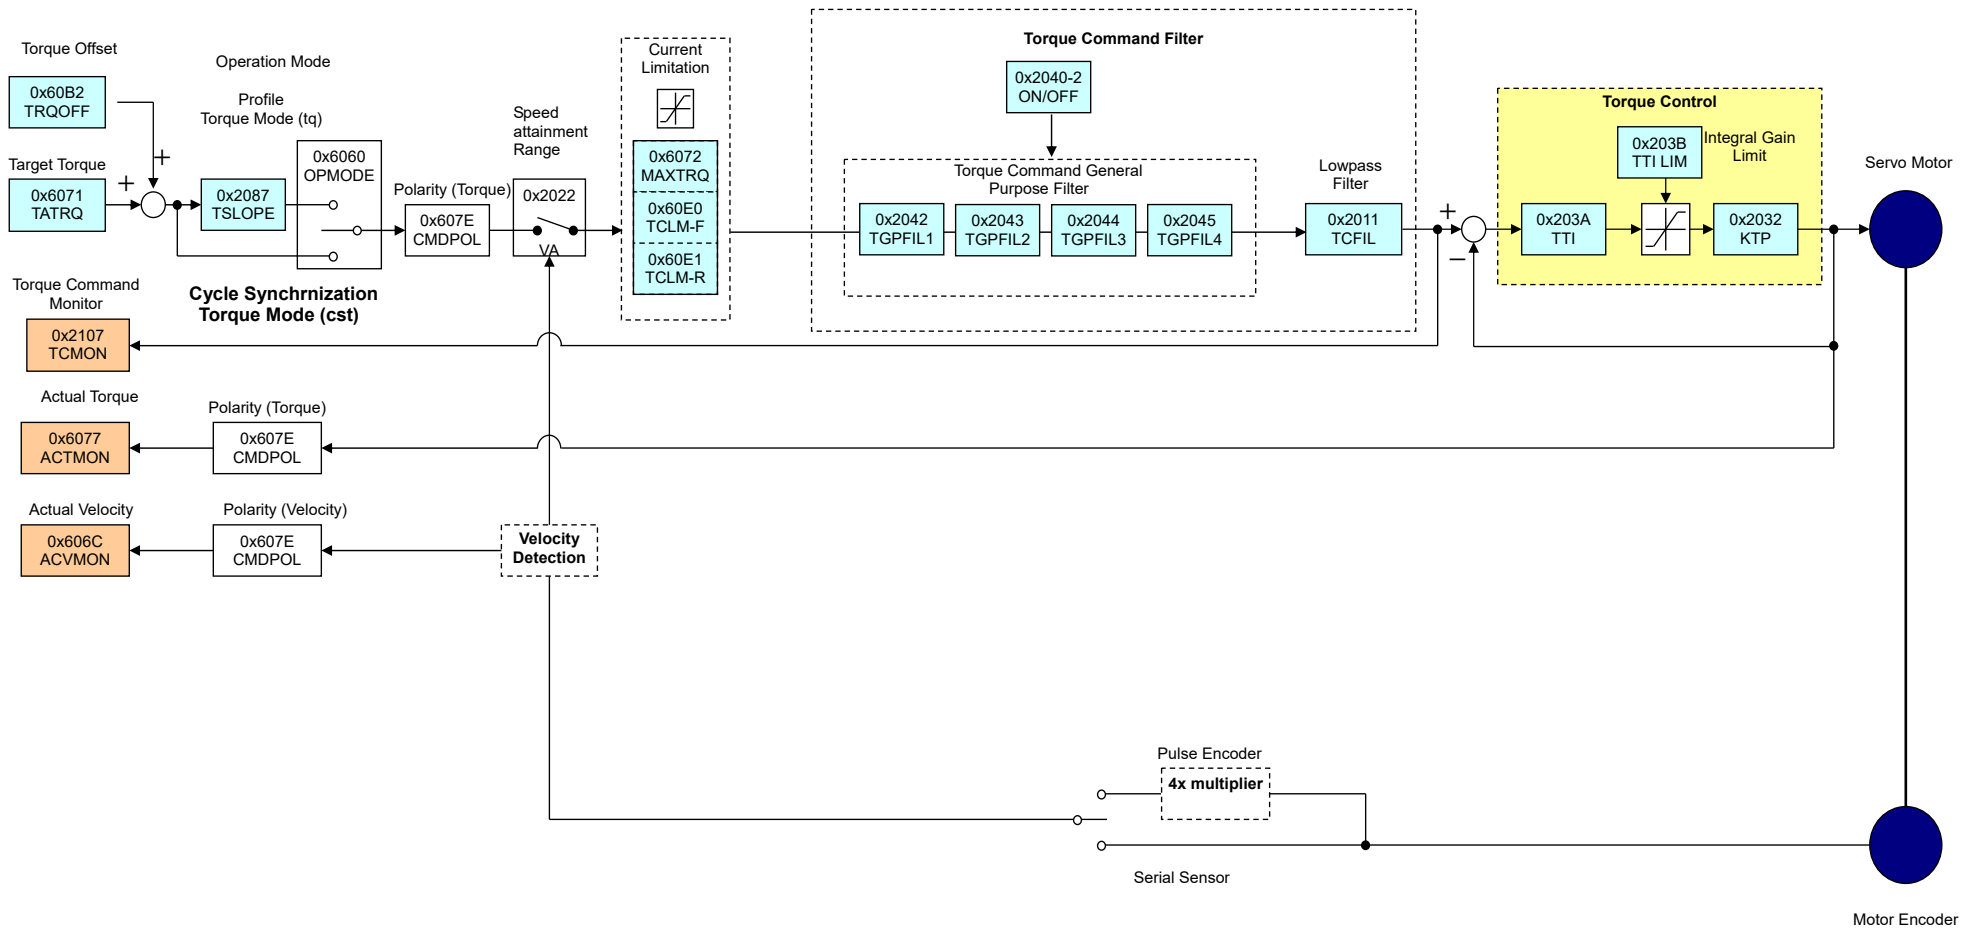 Torque Offset
0x60B2
TRQOFF
Target Torque
0x6071
TATRQ
+
+
Operation Mode
Profile
Torque Mode (tq)
0x2087
TSLOPE
0x6060
OPMODE
Cycle Synchrnization
Torque Mode (cst)
Polarity (Torque)
0x607E
CMDPOL
Speed
attainment
Range
0x2022
VA
Current
Limitation
0x6072
MAXTRQ
0x60E0
TCLM-F
0x60E1
TCLM-R
Torque Command Filter
0x2040-2
ON/OFF
Torque Command General
Purpose Filter
0x2042
TGPFIL1
0x2043
TGPFIL2
0x2044
TGPFIL3
0x2045
TGPFIL4
Lowpass
Filter
0x2011
TCFIL
+
−
Torque Control
0x203B
TTI LIM
Integral Gain
Limit
0x203A
TTI
0x2032
KTP
Servo Motor
Torque Command
Monitor
0x2107
TCMON
Actual Torque
0x6077
ACTMON
Polarity (Torque)
0x607E
CMDPOL
Actual Velocity
0x606C
ACVMON
Polarity (Velocity)
0x607E
CMDPOL
Velocity
Detection
Pulse Encoder
4x multiplier
Serial Sensor
Motor Encoder